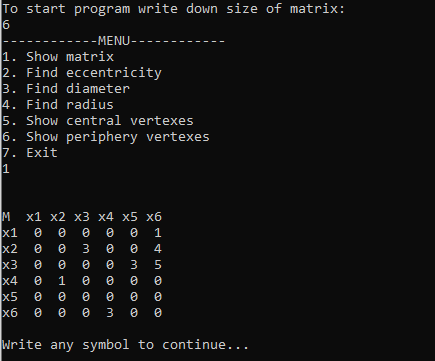 To start program write down size of matrix:
6
------------MENU------------
1. Show matrix
2. Find eccentricity
3. Find diameter
4. Find radius
5. Show central vertexes
6. Show periphery vertexes
7. Exit
1
M  x1 x2 x3 x4 x5 x6
x1  0  0  0  0  0  1
x2  0  0  3  0  0  4
x3  0  0  0  0  3  5
x4  0  1  0  0  0  0
x5  0  0  0  0  0  0
x6  0  0  0  3  0  0
Write any symbol to continue...